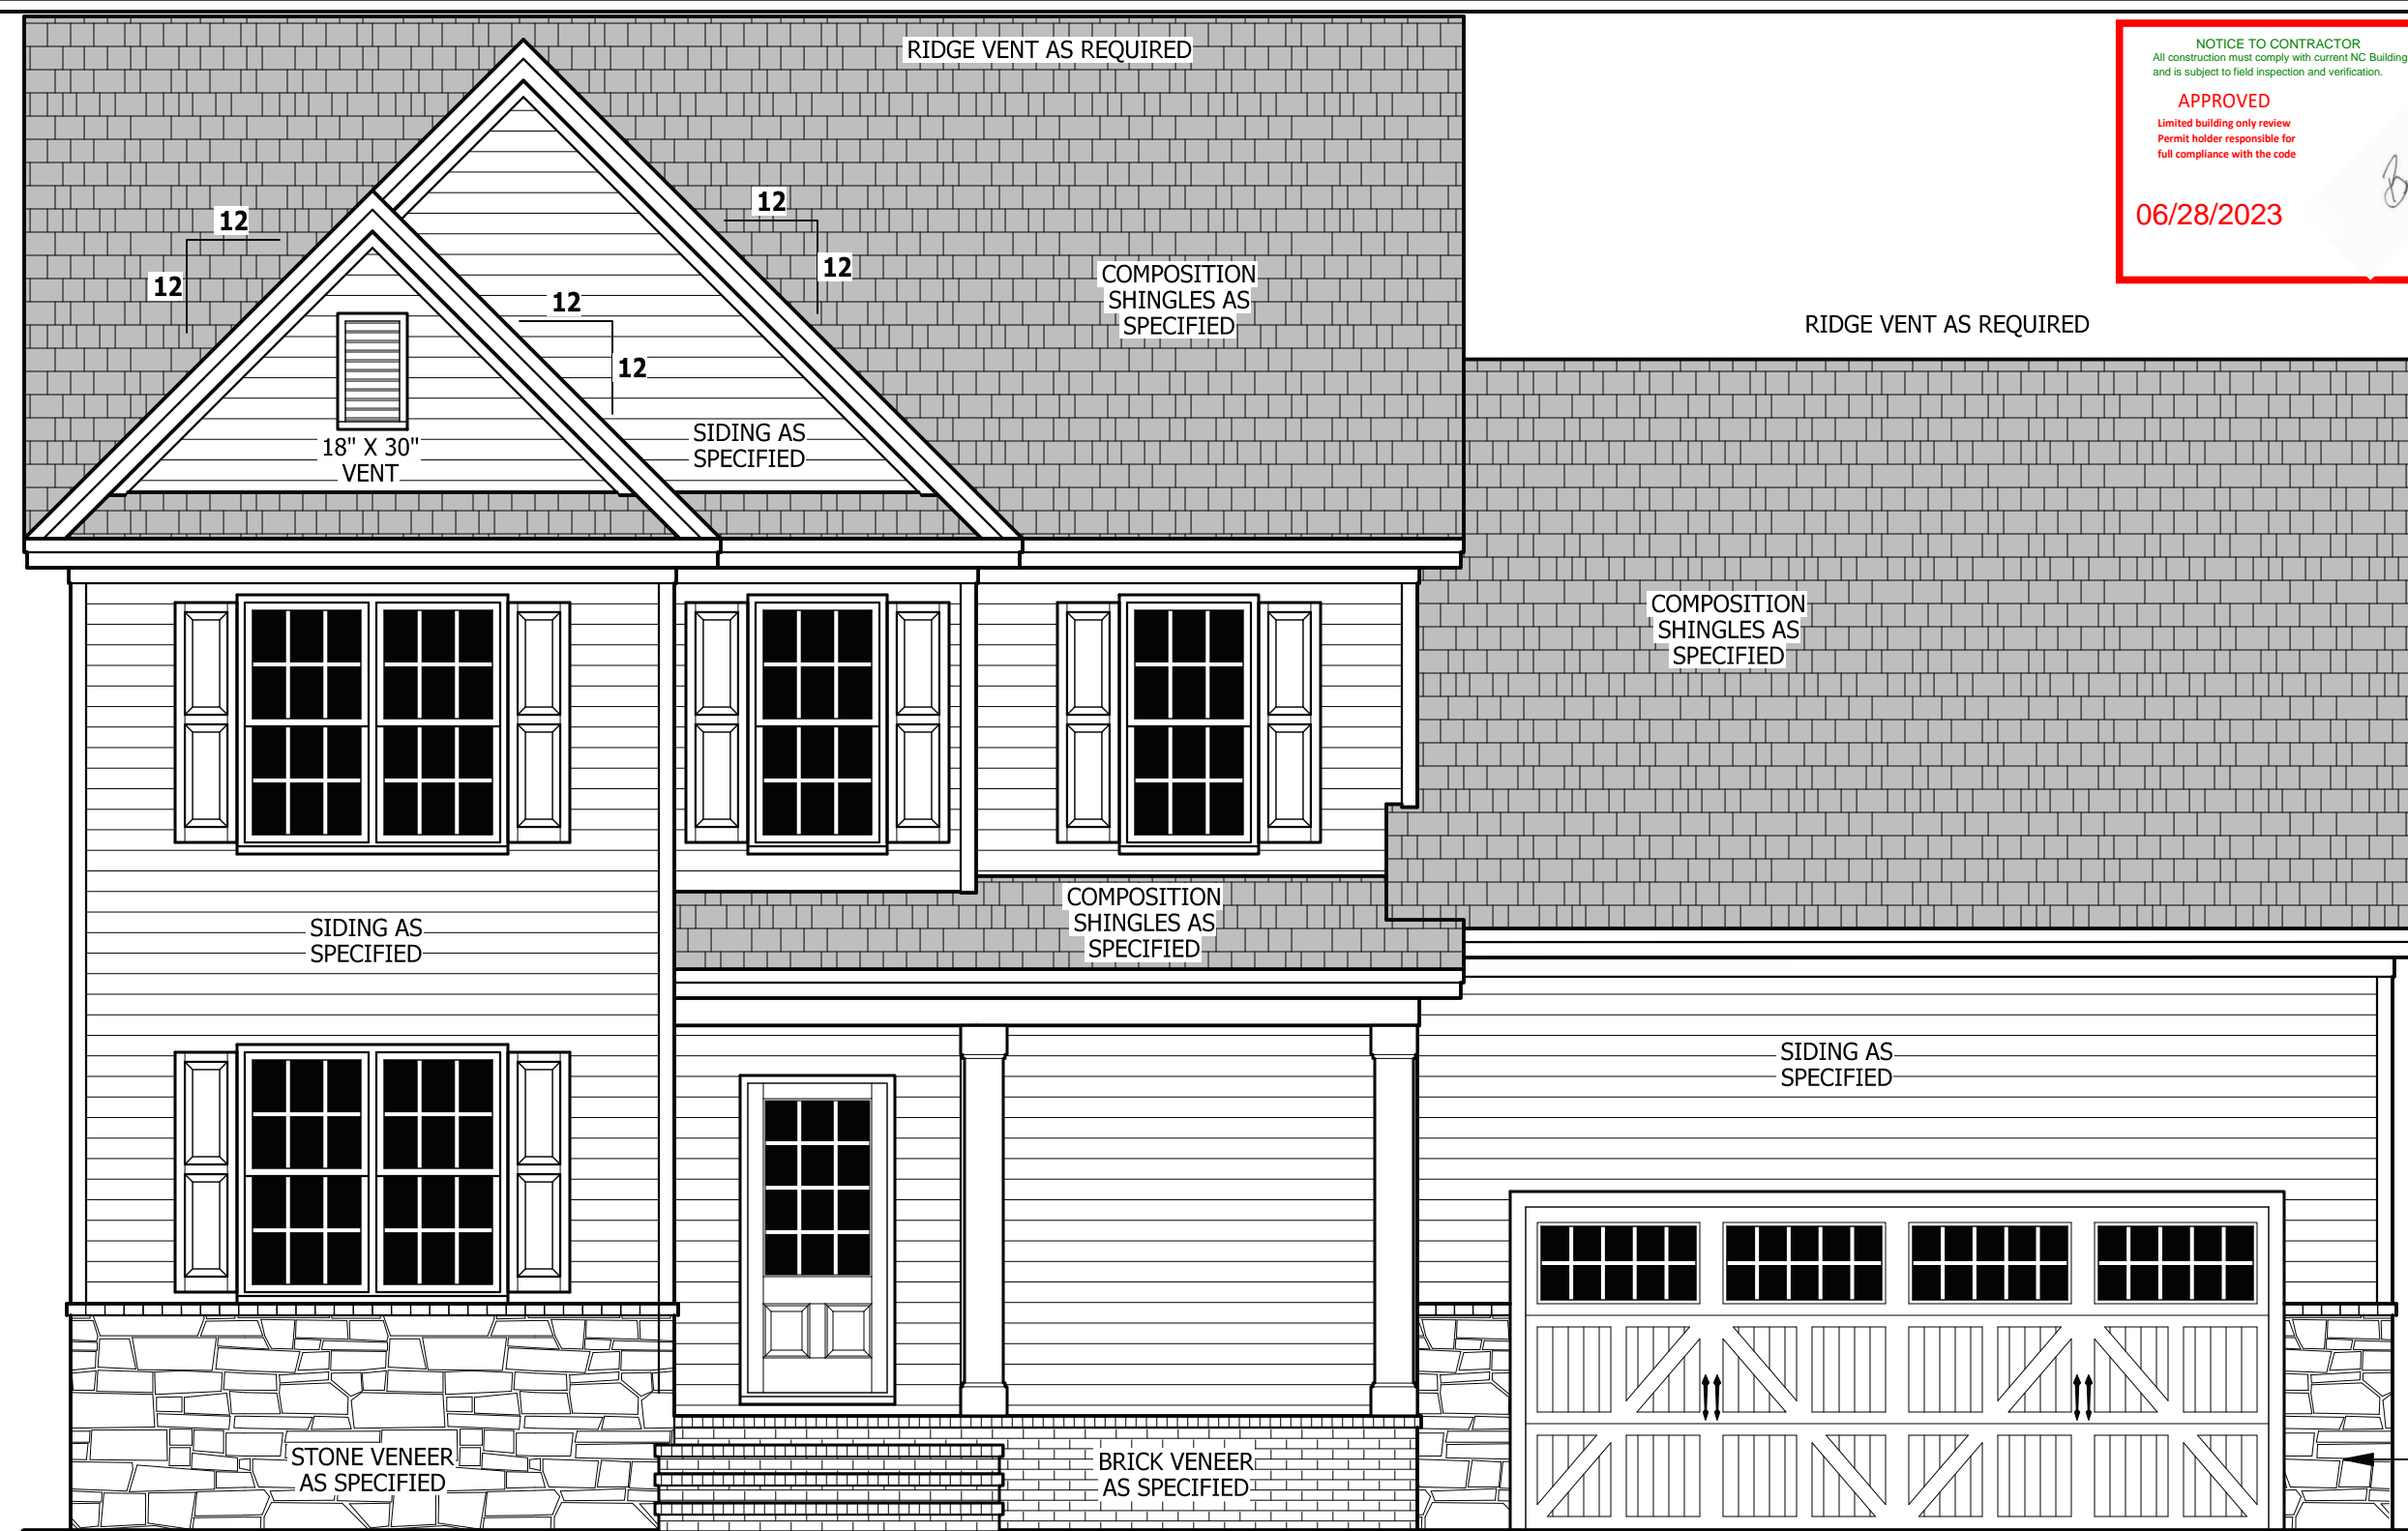 RIDGE VENT AS REQUIRED
NOTICE TO CONTRACTOR
All construction must comply with current NC Building
and is subject to field inspection and verification.
APPROVED
Limited building only review
Permit holder responsible for
full compliance with the code
06/28/2023
12
12
12
12
12
12
COMPOSITION
SHINGLES AS
SPECIFIED
RIDGE VENT AS REQUIRED
18" X 30"
VENT
SIDING AS
SPECIFIED
COMPOSITION
SHINGLES AS
SPECIFIED
COMPOSITION
SHINGLES AS
SPECIFIED
SIDING AS
SPECIFIED
SIDING AS
SPECIFIED
STONE VENEER
AS SPECIFIED
BRICK VENEER
AS SPECIFIED